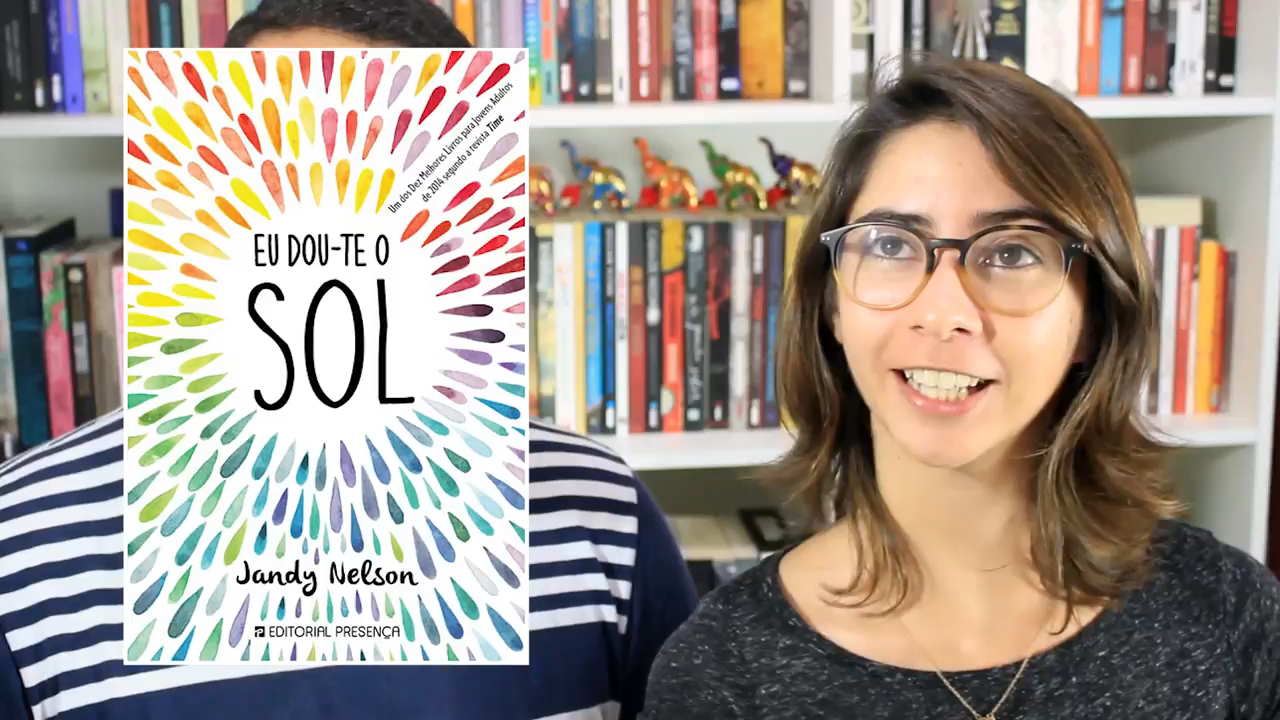 Um dos Dez Melhores Livros para Jovens Adultos
de 2014 segundo a revista Time
EU DOU-TE O
SOL
Jandy Nelson
EDITORIAL PRESENÇA